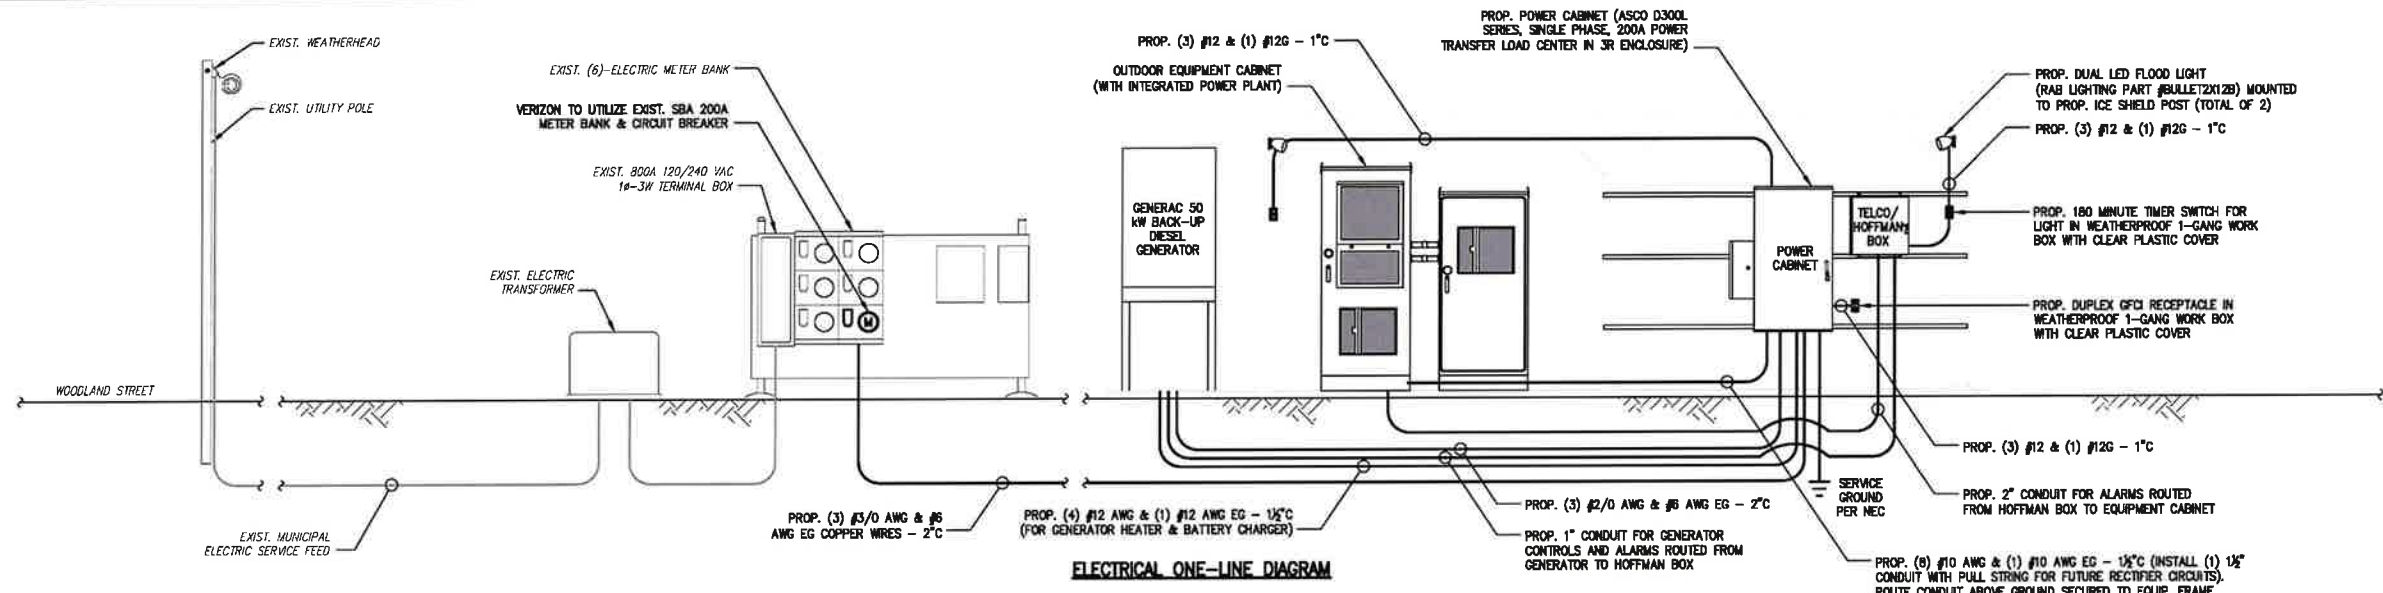 EXIST. WEATHERHEAD
EXIST. UTILITY POLE
WOODLAND STREET
EXIST. MUNICIPAL
ELECTRIC SERVICE FEED
EXIST. ELECTRIC
TRANSFORMER
EXIST. (6)-ELECTRIC METER BANK
VERIZON TO UTILIZE EXIST. SBA 200A
METER BANK & CIRCUIT BREAKER
EXIST. 800A 120/240 VAC
1ø-3W TERMINAL BOX
M
PROP. (3) #3/0 AWG & #6
AWG EG COPPER WIRES - 2"C
PROP. (3) #12 & (1) #12G - 1"C
OUTDOOR EQUIPMENT CABINET
(WITH INTEGRATED POWER PLANT)
GENERAC 50
kW BACK-UP
DIESEL
GENERATOR
PROP. (4) #12 AWG & (1) #12 AWG EG - 1½"C
(FOR GENERATOR HEATER & BATTERY CHARGER)
PROP. POWER CABINET (ASCO D300L
SERIES, SINGLE PHASE, 200A POWER
TRANSFER LOAD CENTER IN 3R ENCLOSURE)
POWER
CABINET
TELCO/
HOFFMAN
BOX
PROP. DUAL LED FLOOD LIGHT
(RAB LIGHTING PART #BULLET2X12B) MOUNTED
TO PROP. ICE SHIELD POST (TOTAL OF 2)
PROP. (3) #12 & (1) #12G - 1"C
PROP. 180 MINUTE TIMER SWITCH FOR
LIGHT IN WEATHERPROOF 1-GANG WORK
BOX WITH CLEAR PLASTIC COVER
PROP. DUPLEX GFCI RECEPTACLE IN
WEATHERPROOF 1-GANG WORK BOX
WITH CLEAR PLASTIC COVER
PROP. (3) #12 & (1) #12G - 1"C
SERVICE
GROUND
PER NEC
PROP. 2" CONDUIT FOR ALARMS ROUTED
FROM HOFFMAN BOX TO EQUIPMENT CABINET
PROP. (3) #2/0 AWG & #6 AWG EG - 2"C
PROP. 1" CONDUIT FOR GENERATOR
CONTROLS AND ALARMS ROUTED FROM
GENERATOR TO HOFFMAN BOX
PROP. (8) #10 AWG & (1) #10 AWG EG - 1½"C (INSTALL (1) 1½"
CONDUIT WITH PULL STRING FOR FUTURE RECTIFIER CIRCUITS).
ROUTE CONDUIT ABOVE GROUND SECURED TO EQUIP. FRAME
ELECTRICAL ONE-LINE DIAGRAM